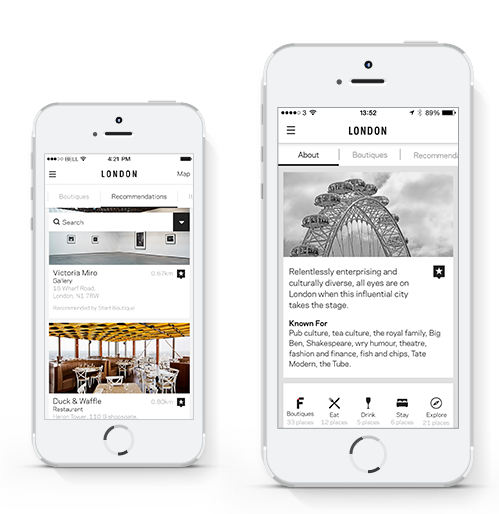 BELL 4:21 PM
LONDON Map
Boutiques Recommendations
Search
Victoria Miro 0.67km
Gallery
16 Wharf Road,
London, N1 7RW
Recommended by Start Boutique
Duck & Waffle 0.80km
Restaurant
Heron Tower, 110 Bishopsgate,
3 13:52 89%
LONDON
About Boutiques Recommenda
Relentlessly enterprising and
culturally diverse, all eyes are on
London when this influential city
takes the stage.
Known For
Pub culture, tea culture, the royal family, Big
Ben, Shakespeare, wry humour, theatre,
fashion and finance, fish and chips, Tate
Modern, the Tube.
F
Boutiques Eat Drink Stay Explore
33 places 12 places 5 places 6 places 21 places